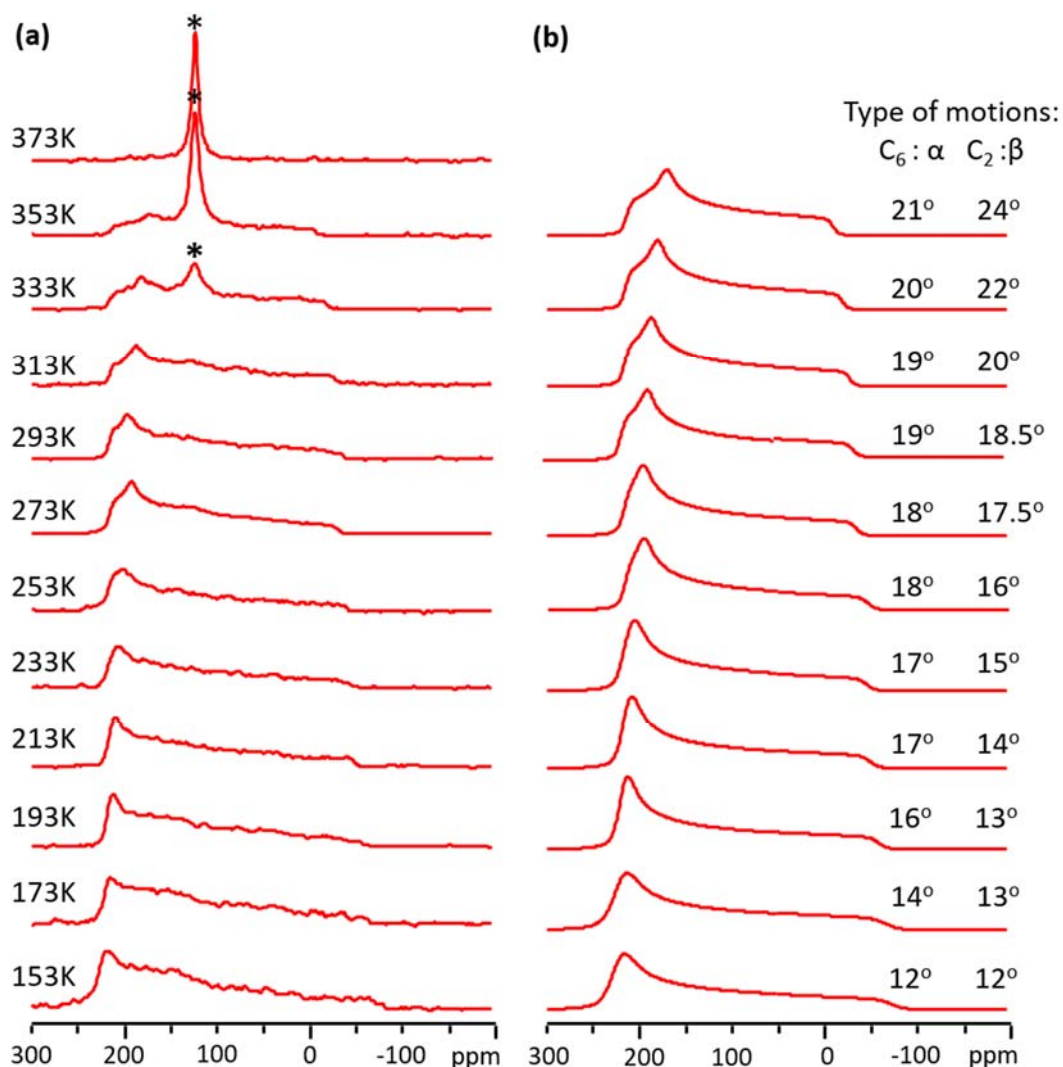 (a)
(b)
*
*
373K
Type of motions:
C₆ : α C₂ :β
353K
21° 24°
*
333K
20° 22°
313K
19° 20°
293K
19° 18.5°
273K
18° 17.5°
253K
18° 16°
233K
17° 15°
213K
17° 14°
193K
16° 13°
173K
14° 13°
153K
12° 12°
300 200 100 0 -100 ppm
300 200 100 0 -100 ppm